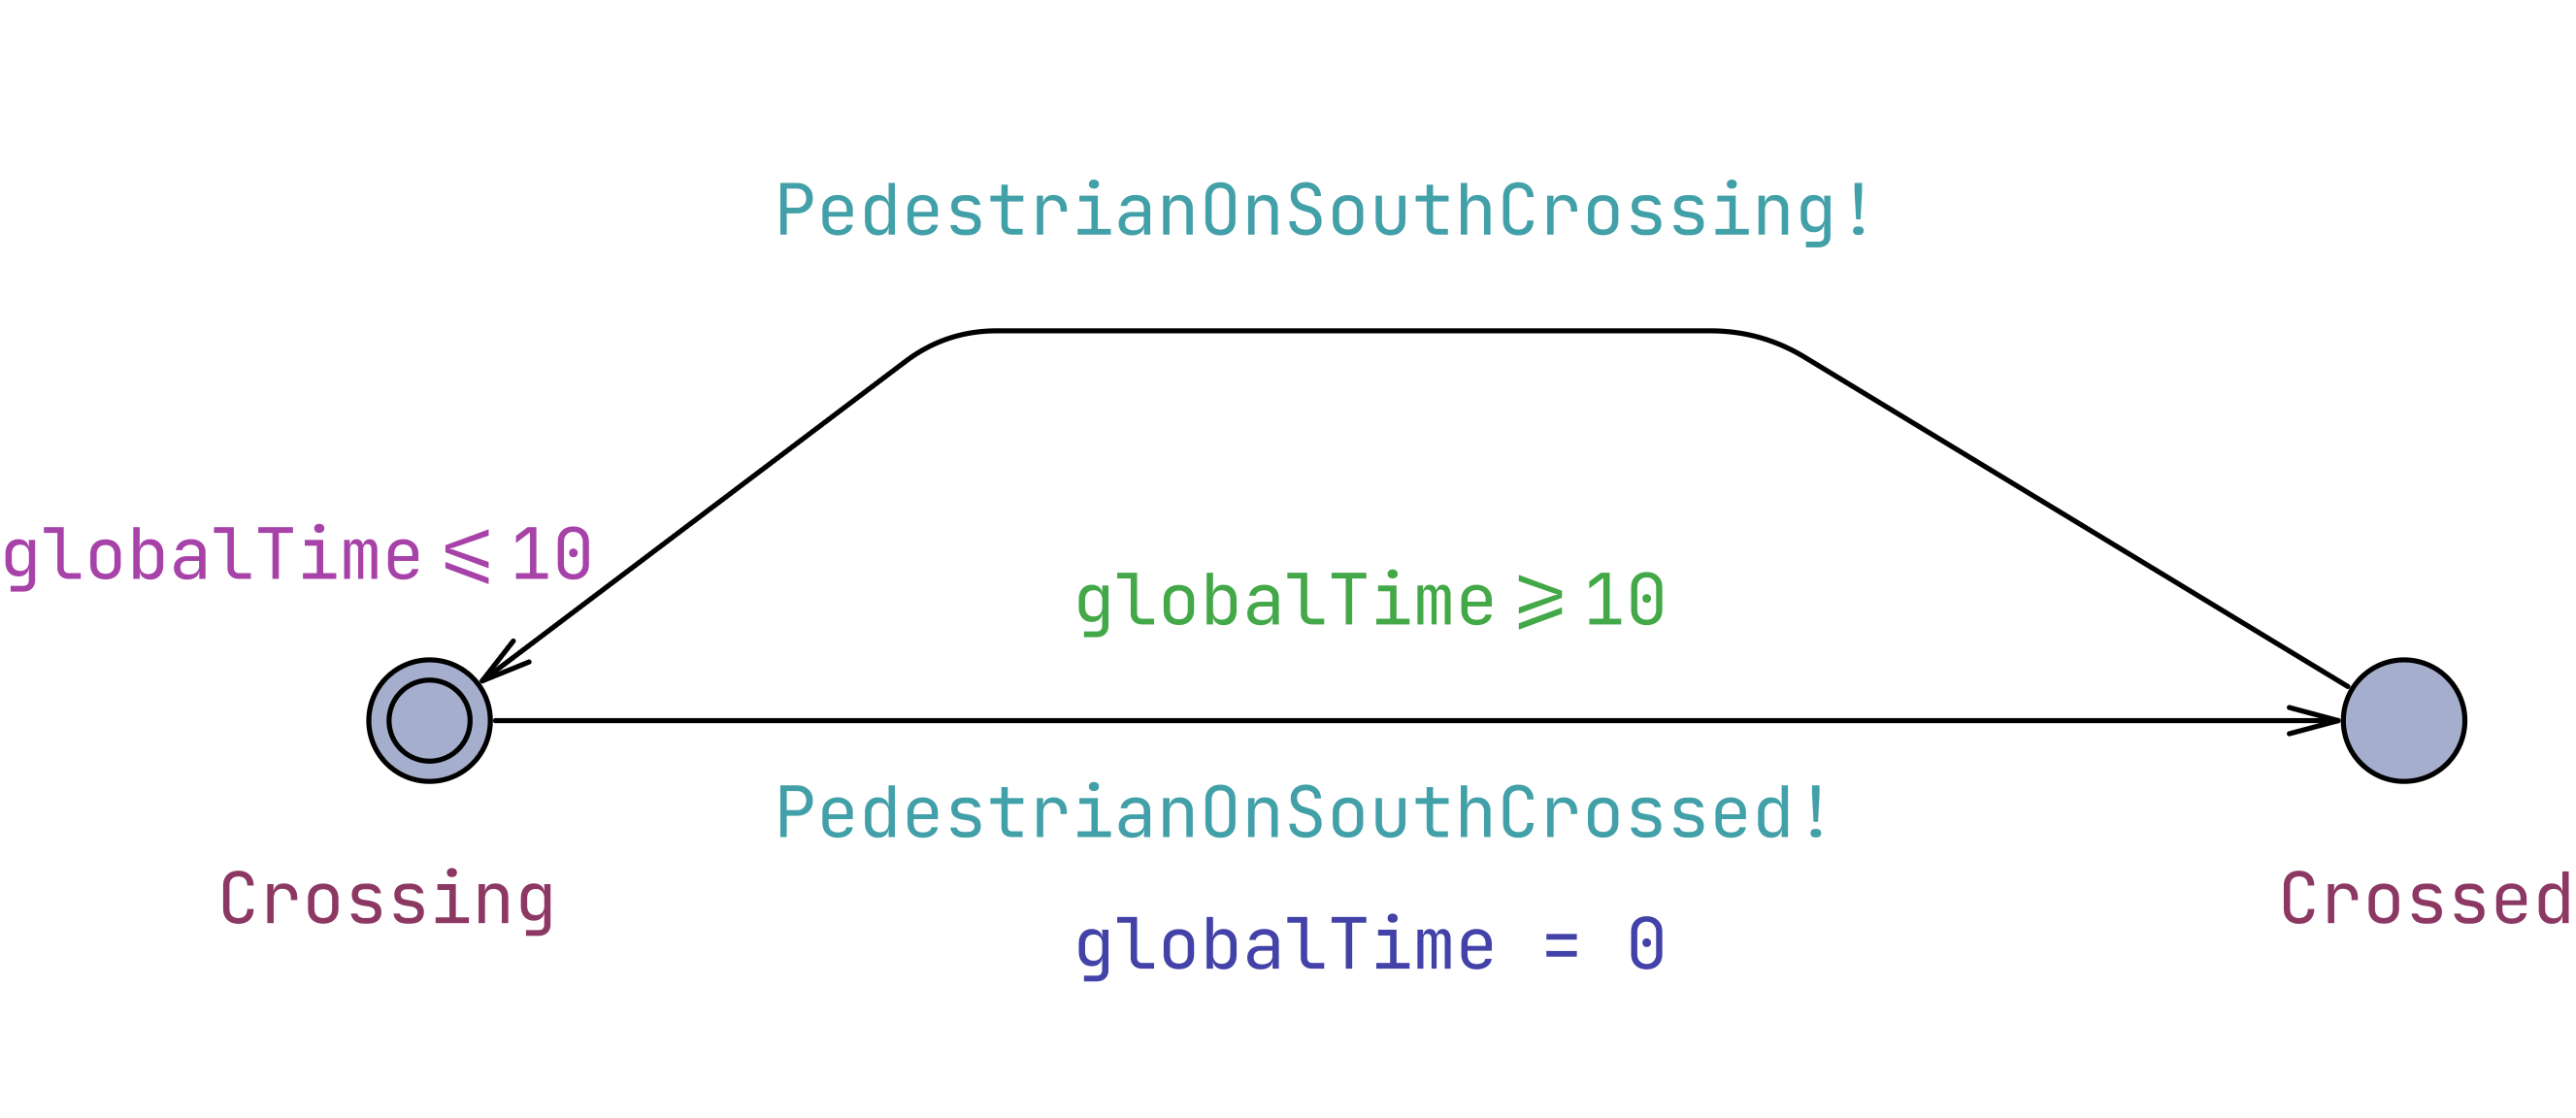 PedestrianOnSouthCrossing!
globalTime<=10
globalTime>=10
PedestrianOnSouthCrossed!
Crossing
Crossed
globalTime = 0